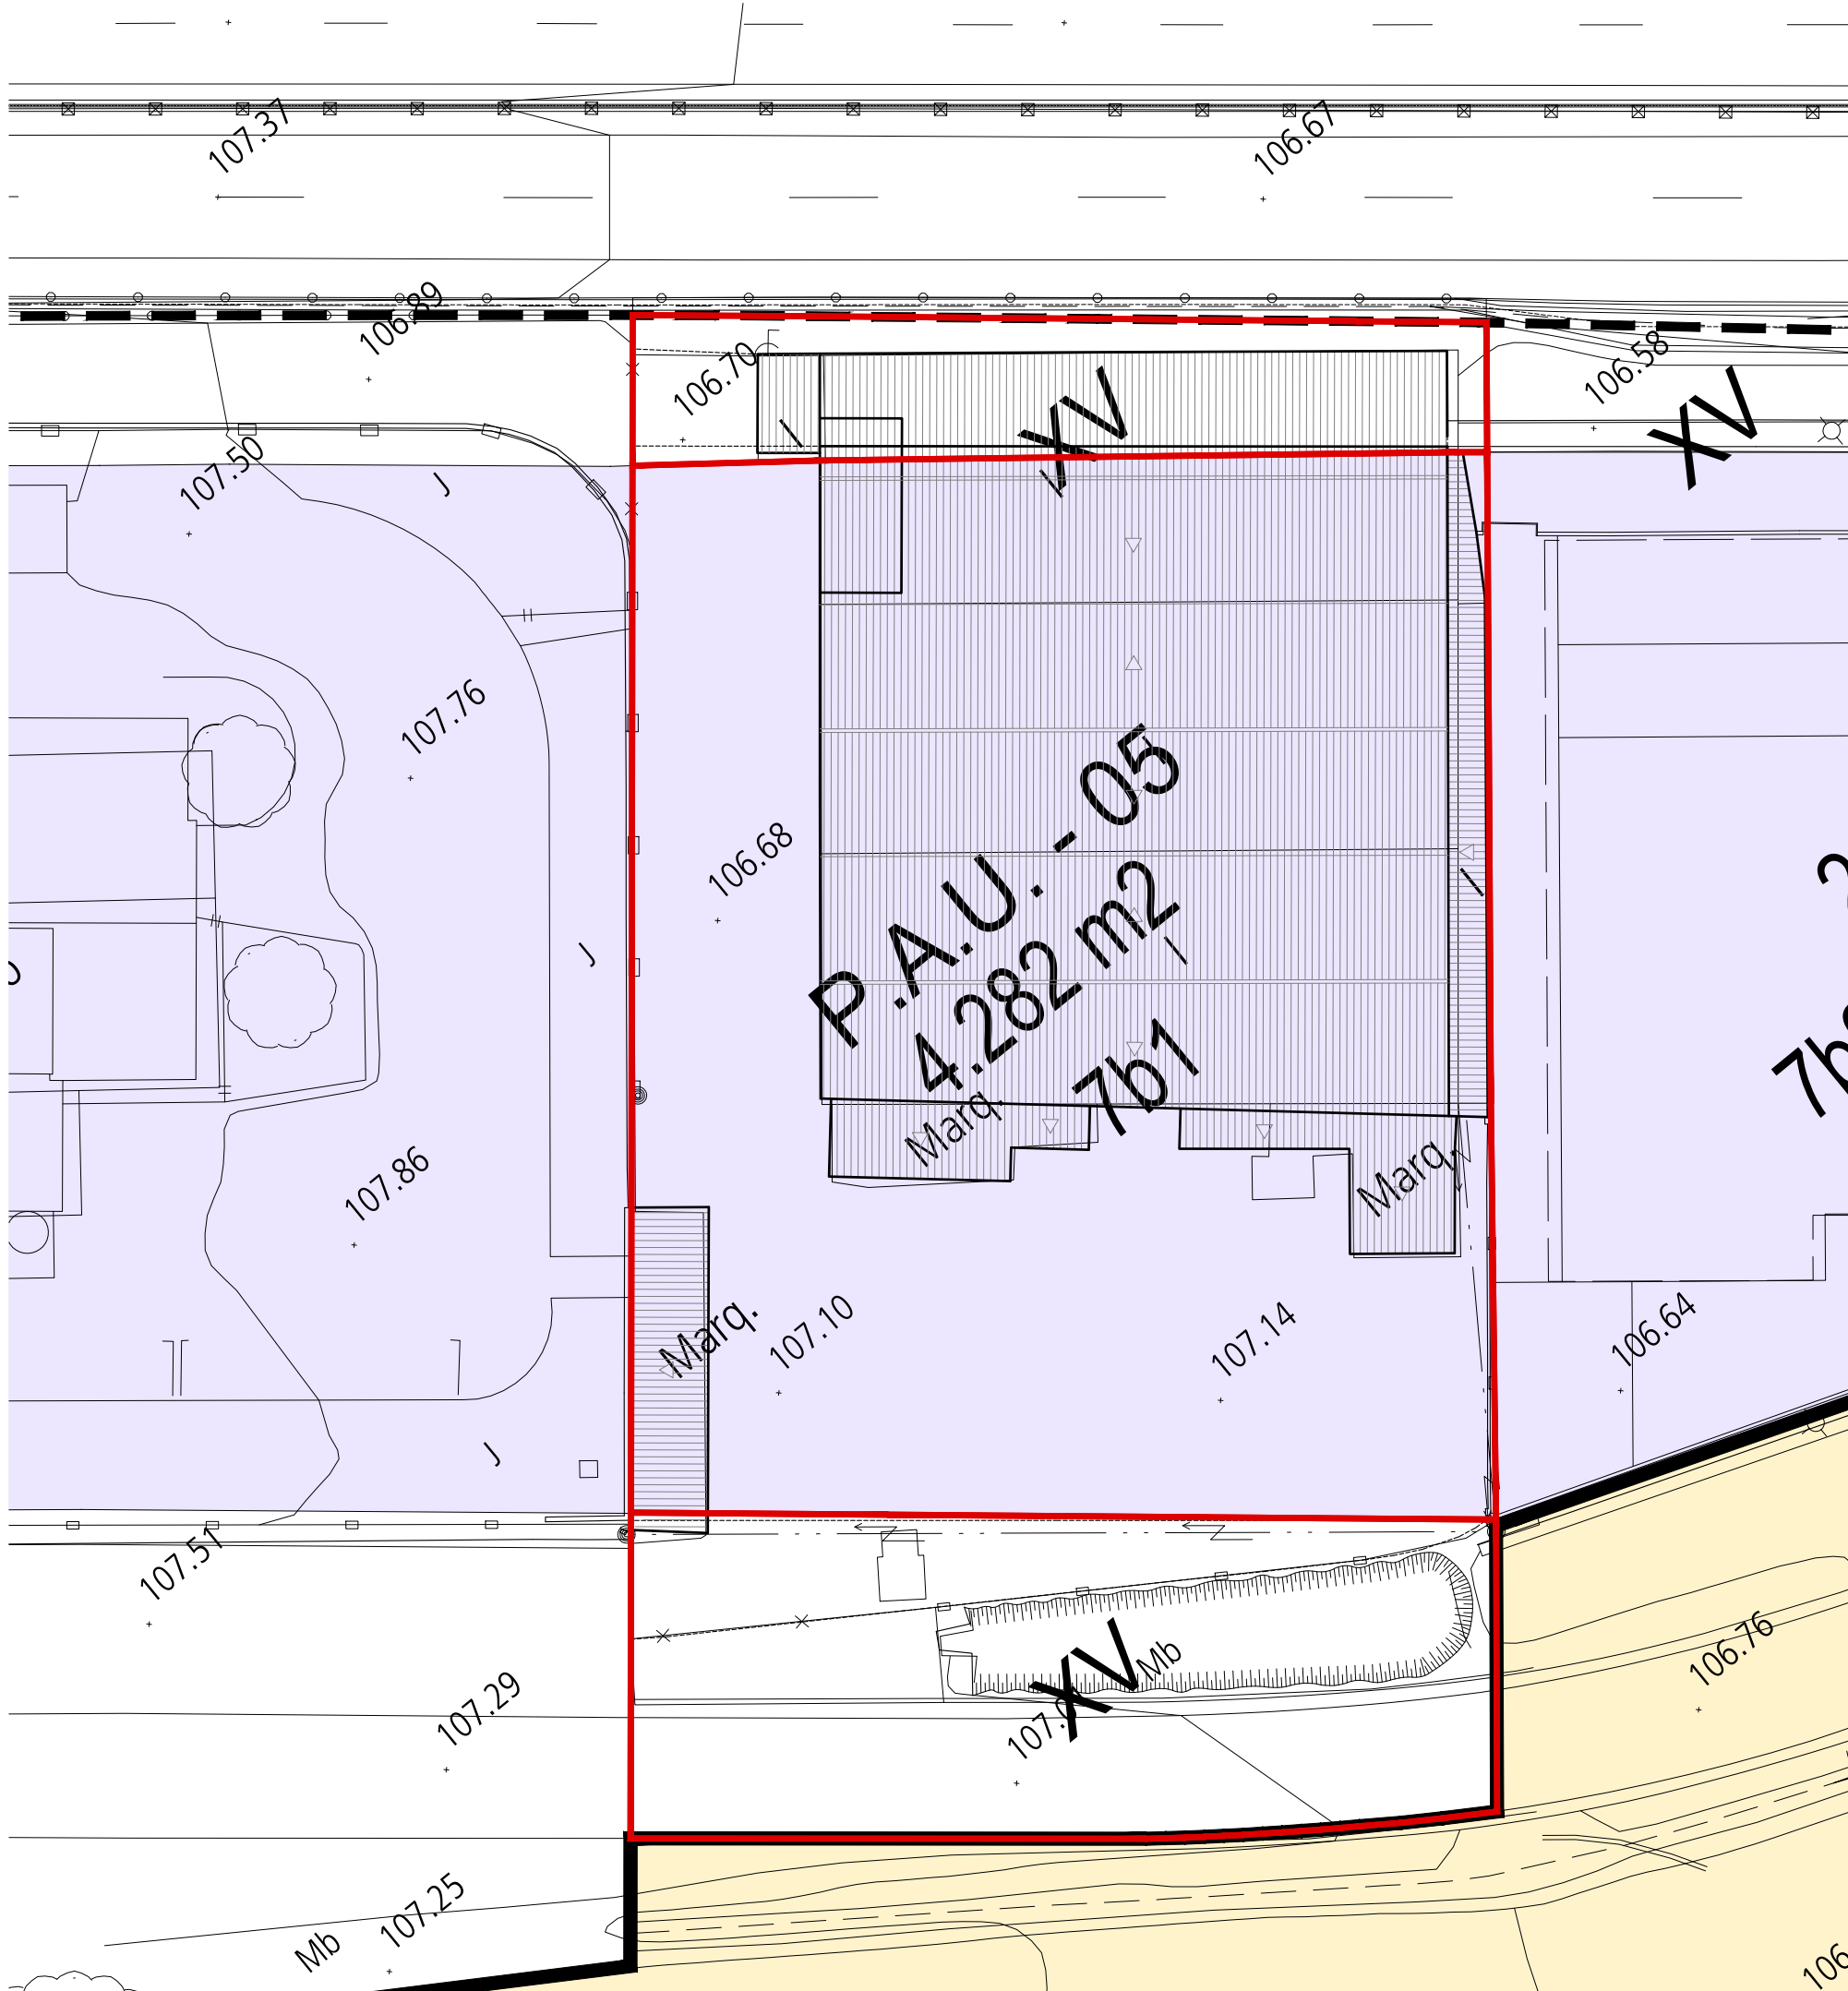 107.37
106.67
106.89
106.70
106.58
XV
XV
107.50
J
I
V
107.76
P.A.U. - 05
4.282 m2
7b1
106.68
I
I
J
Marq.
Marq.
107.86
Marq.
107.10
107.14
106.64
J
107.51
XV
Mb
106.76
107.29
107.25
Mb